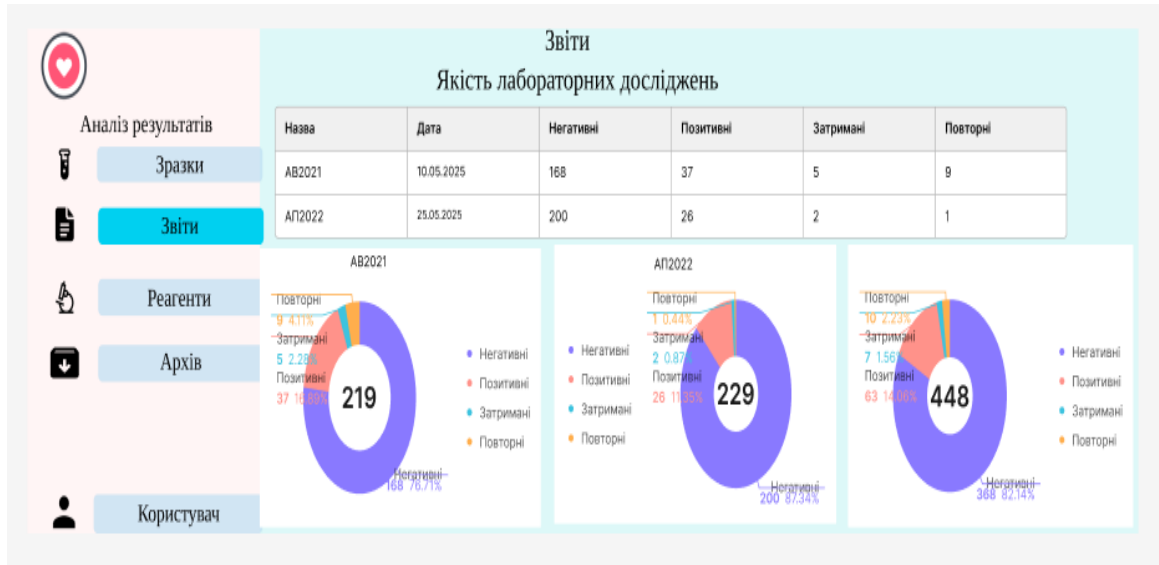 Звіти
Якість лабораторних досліджень
Аналіз результатів
Зразки
Звіти
Реагенти
Архів
Користувач
Назва Дата Негативні Позитивні Затримані Повторні
АВ2021 10.05.2025 168 37 5 9
АП2022 25.05.2025 200 26 2 1
АВ2021
Повторні
9 4.11%
Затримані
5 2.28%
Позитивні
37 16.89%
219
Негативні
168 76.71%
Негативні
Позитивні
Затримані
Повторні
АП2022
Негативні
Позитивні
Затримані
Повторні
Повторні
1 0.44%
Затримані
2 0.87%
Позитивні
26 11.35%
229
Негативні
200 87.34%
Повторні
10 2.23%
Затримані
7 1.56%
Позитивні
63 14.06%
448
Негативні
368 82.14%
Негативні
Позитивні
Затримані
Повторні